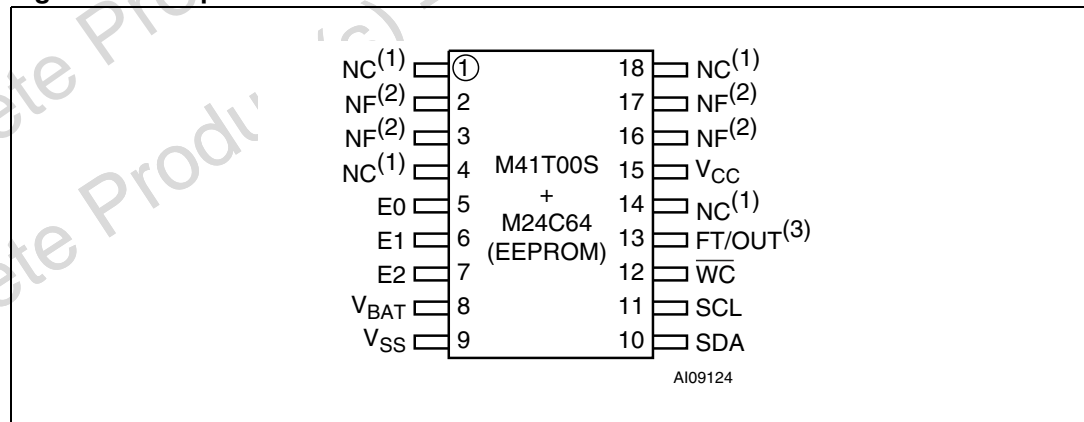 NC(1) 1 18 NC(1)
NF(2) 2 17 NF(2)
NF(2) 3 16 NF(2)
NC(1) 4 M41T00S 15 VCC
E0 5 + 14 NC(1)
E1 6 M24C64 13 FT/OUT(3)
E2 7 (EEPROM) 12 W̅C̅
VBAT 8 11 SCL
VSS 9 10 SDA
AI09124